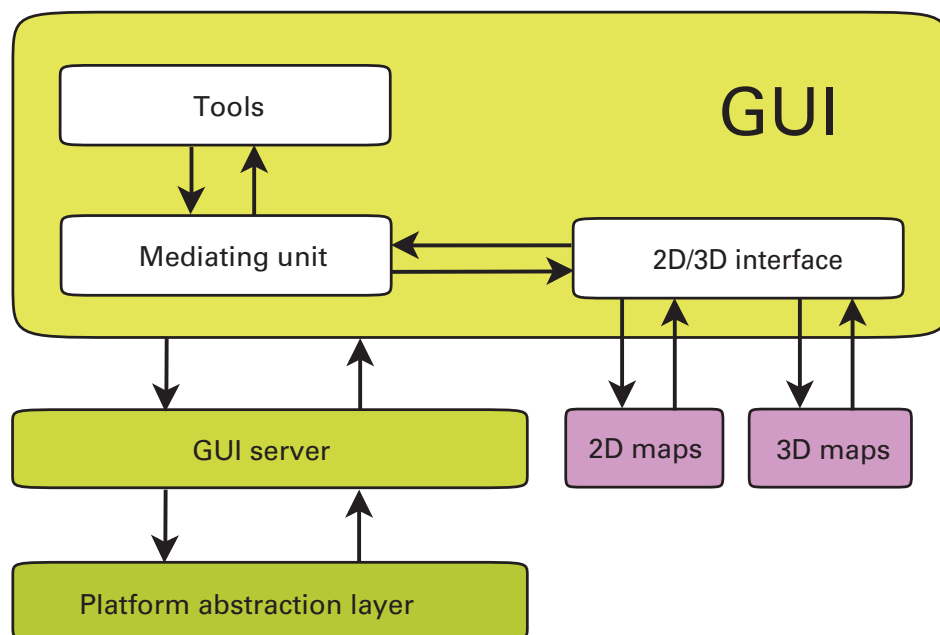 GUI
Tools
Mediating unit
2D/3D interface
GUI server
2D maps
3D maps
Platform abstraction layer